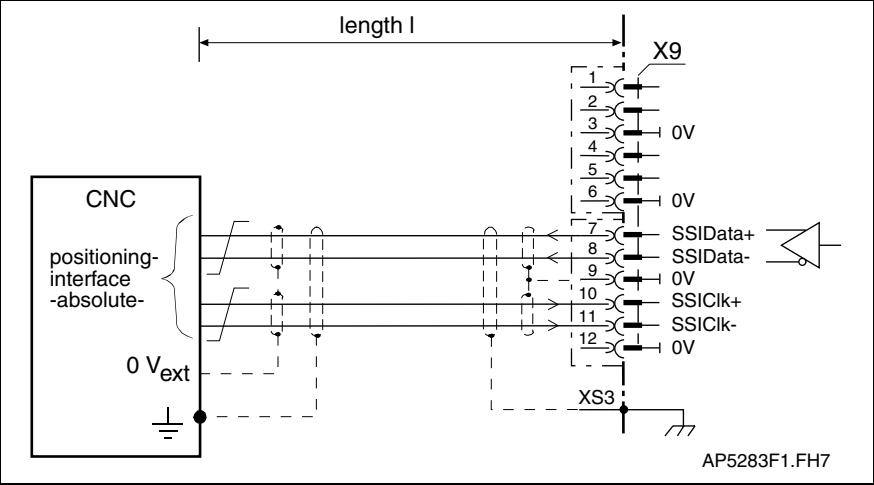 length l
X9
1
2
3 0V
4
5
6 0V
CNC
positioning-
interface
-absolute-
7 SSIData+
8 SSIData-
9 0V
10 SSIClk+
11 SSIClk-
12 0V
0 Vext
XS3
AP5283F1.FH7